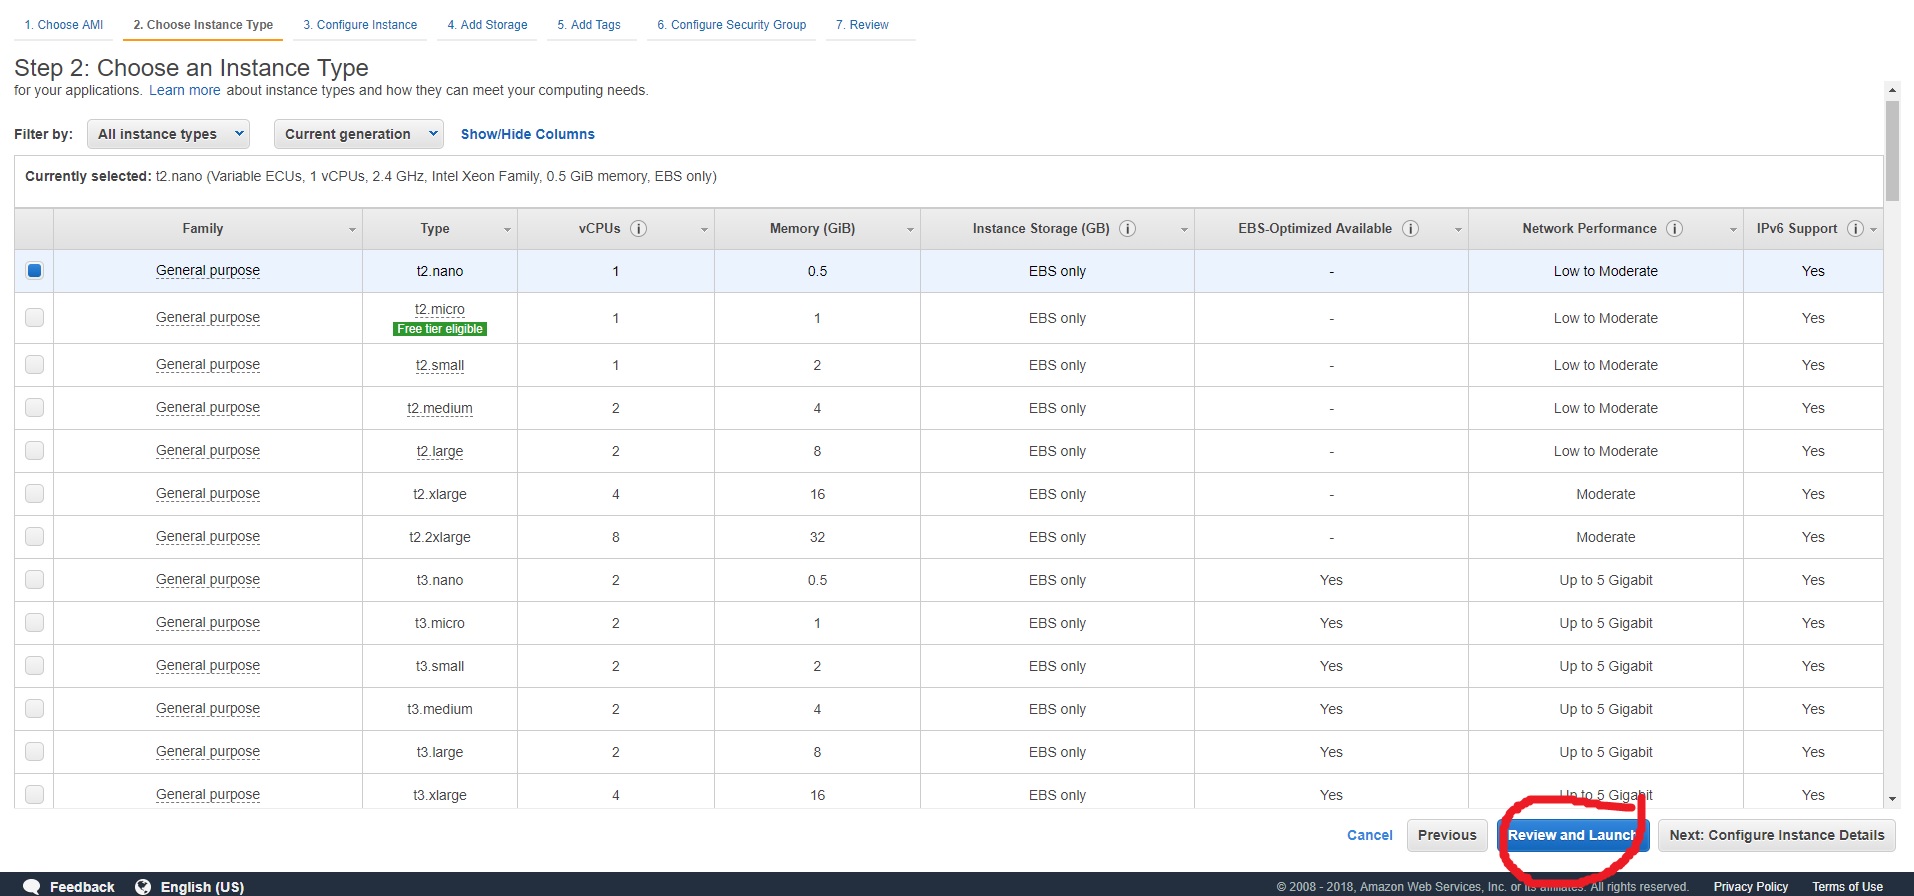 1. Choose AMI 2. Choose Instance Type 3. Configure Instance 4. Add Storage 5. Add Tags 6. Configure Security Group 7. Review
Step 2: Choose an Instance Type
for your applications. Learn more about instance types and how they can meet your computing needs.
Filter by: All instance types Current generation Show/Hide Columns
Currently selected: t2.nano (Variable ECUs, 1 vCPUs, 2.4 GHz, Intel Xeon Family, 0.5 GiB memory, EBS only)
Family Type vCPUs i Memory (GiB) Instance Storage (GB) i EBS-Optimized Available i Network Performance i IPv6 Support i
General purpose t2.nano 1 0.5 EBS only - Low to Moderate Yes
General purpose t2.micro 1 1 EBS only - Low to Moderate Yes
Free tier eligible
General purpose t2.small 1 2 EBS only - Low to Moderate Yes
General purpose t2.medium 2 4 EBS only - Low to Moderate Yes
General purpose t2.large 2 8 EBS only - Low to Moderate Yes
General purpose t2.xlarge 4 16 EBS only - Moderate Yes
General purpose t2.2xlarge 8 32 EBS only - Moderate Yes
General purpose t3.nano 2 0.5 EBS only Yes Up to 5 Gigabit Yes
General purpose t3.micro 2 1 EBS only Yes Up to 5 Gigabit Yes
General purpose t3.small 2 2 EBS only Yes Up to 5 Gigabit Yes
General purpose t3.medium 2 4 EBS only Yes Up to 5 Gigabit Yes
General purpose t3.large 2 8 EBS only Yes Up to 5 Gigabit Yes
General purpose t3.xlarge 4 16 EBS only Yes Up to 5 Gigabit Yes
Cancel Previous Review and Launch Next: Configure Instance Details
Feedback English (US) © 2008 - 2018, Amazon Web Services, Inc. or its affiliates. All rights reserved. Privacy Policy Terms of Use